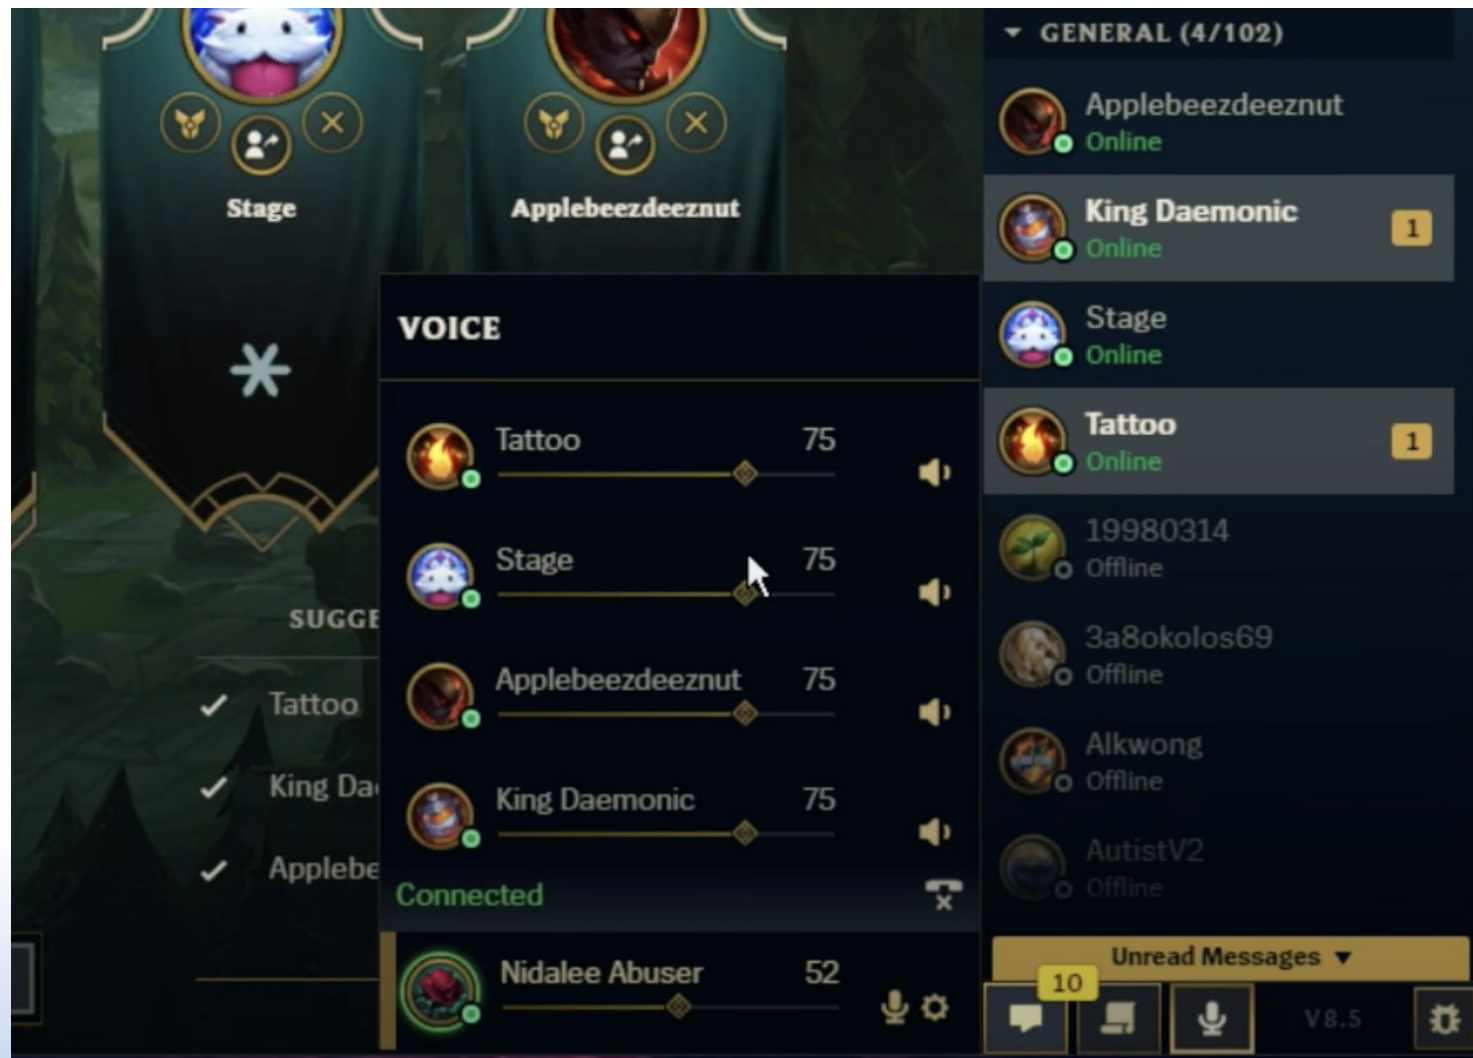 Stage
Applebeezdeeznut
SUGGE
Tattoo
King Da
Applebe
VOICE
Tattoo 75
Stage 75
Applebeezdeeznut 75
King Daemonic 75
Connected
Nidalee Abuser 52
GENERAL (4/102)
Applebeezdeeznut
Online
King Daemonic 1
Online
Stage
Online
Tattoo 1
Online
19980314
Offline
3a8okolos69
Offline
Alkwong
Offline
AutistV2
Offline
Unread Messages
10
V8.5